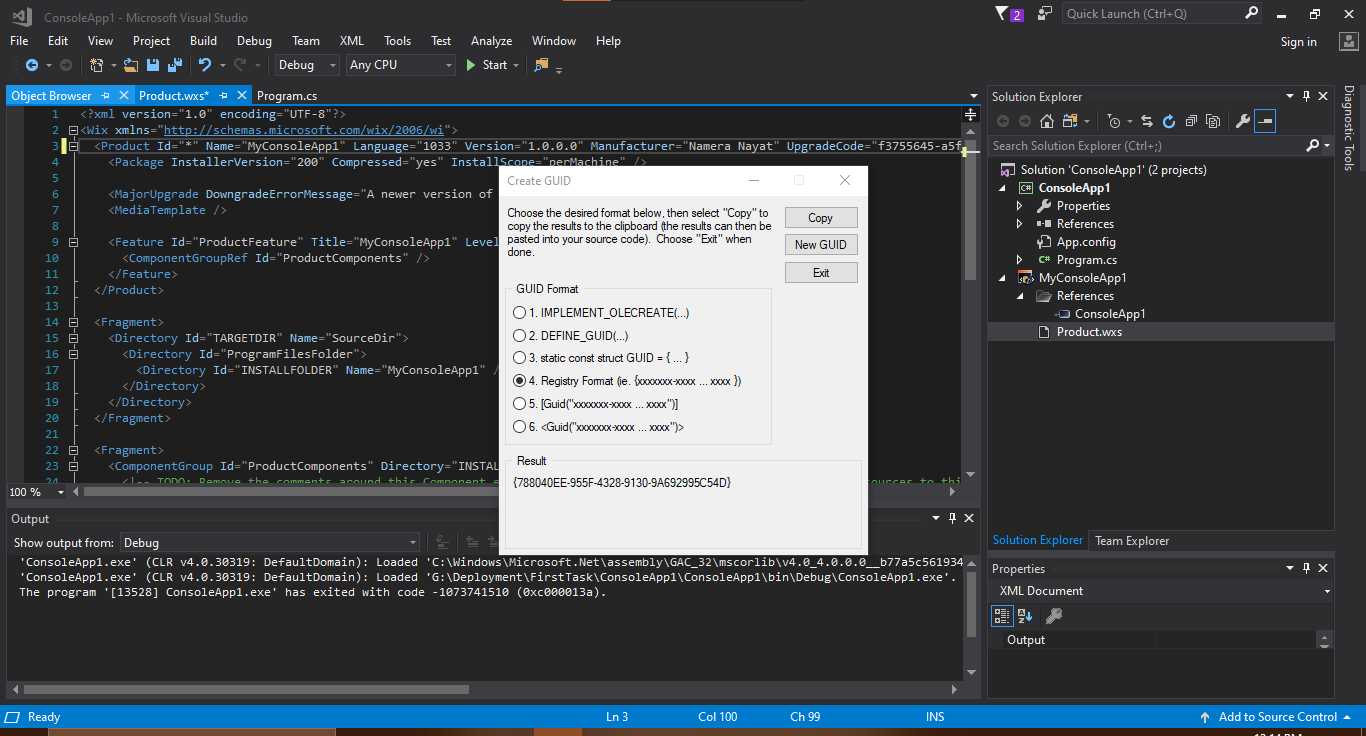 ConsoleApp1 - Microsoft Visual Studio
2
Quick Launch (Ctrl+Q)
File Edit View Project Build Debug Team XML Tools Test Analyze Window Help
Sign in
Debug Any CPU Start
Object Browser Product.wxs* Program.cs
1 <?xml version="1.0" encoding="UTF-8"?>
2 <Wix xmlns="http://schemas.microsoft.com/wix/2006/wi">
3 <Product Id="*" Name="MyConsoleApp1" Language="1033" Version="1.0.0.0" Manufacturer="Namera Nayat" UpgradeCode="f3755645-a5f
4 <Package InstallerVersion="200" Compressed="yes" InstallScope="perMachine" />
5
6 <MajorUpgrade DowngradeErrorMessage="A newer version of
7 <MediaTemplate />
8
9 <Feature Id="ProductFeature" Title="MyConsoleApp1" Level
10 <ComponentGroupRef Id="ProductComponents" />
11 </Feature>
12 </Product>
13
14 <Fragment>
15 <Directory Id="TARGETDIR" Name="SourceDir">
16 <Directory Id="ProgramFilesFolder">
17 <Directory Id="INSTALLFOLDER" Name="MyConsoleApp1" /
18 </Directory>
19 </Directory>
20 </Fragment>
21
22 <Fragment>
23 <ComponentGroup Id="ProductComponents" Directory="INSTAL
24 <!-- TODO: Remove the comments around this Component e
ources to thi
100 %
Create GUID
Choose the desired format below, then select "Copy" to
copy the results to the clipboard (the results can then be
pasted into your source code). Choose "Exit" when
done.
Copy
New GUID
Exit
GUID Format
1. IMPLEMENT_OLECREATE(...)
2. DEFINE_GUID(...)
3. static const struct GUID = { ... }
4. Registry Format (ie. {xxxxxxx-xxxx ... xxxx })
5. [Guid("xxxxxxx-xxxx ... xxxx")]
6. <Guid("xxxxxxx-xxxx ... xxxx")>
Result
{788040EE-955F-4328-9130-9A692995C54D}
Output
Show output from: Debug
'ConsoleApp1.exe' (CLR v4.0.30319: DefaultDomain): Loaded 'C:\Windows\Microsoft.Net\assembly\GAC_32\mscorlib\v4.0_4.0.0.0__b77a5c561934
'ConsoleApp1.exe' (CLR v4.0.30319: DefaultDomain): Loaded 'G:\Deployment\FirstTask\ConsoleApp1\ConsoleApp1\bin\Debug\ConsoleApp1.exe'.
The program '[13528] ConsoleApp1.exe' has exited with code -1073741510 (0xc000013a).
Solution Explorer
Search Solution Explorer (Ctrl+;)
Solution 'ConsoleApp1' (2 projects)
C# ConsoleApp1
Properties
References
App.config
C# Program.cs
MyConsoleApp1
References
ConsoleApp1
Product.wxs
Solution Explorer Team Explorer
Properties
XML Document
Output
Diagnostic Tools
Ready Ln 3 Col 100 Ch 99 INS Add to Source Control